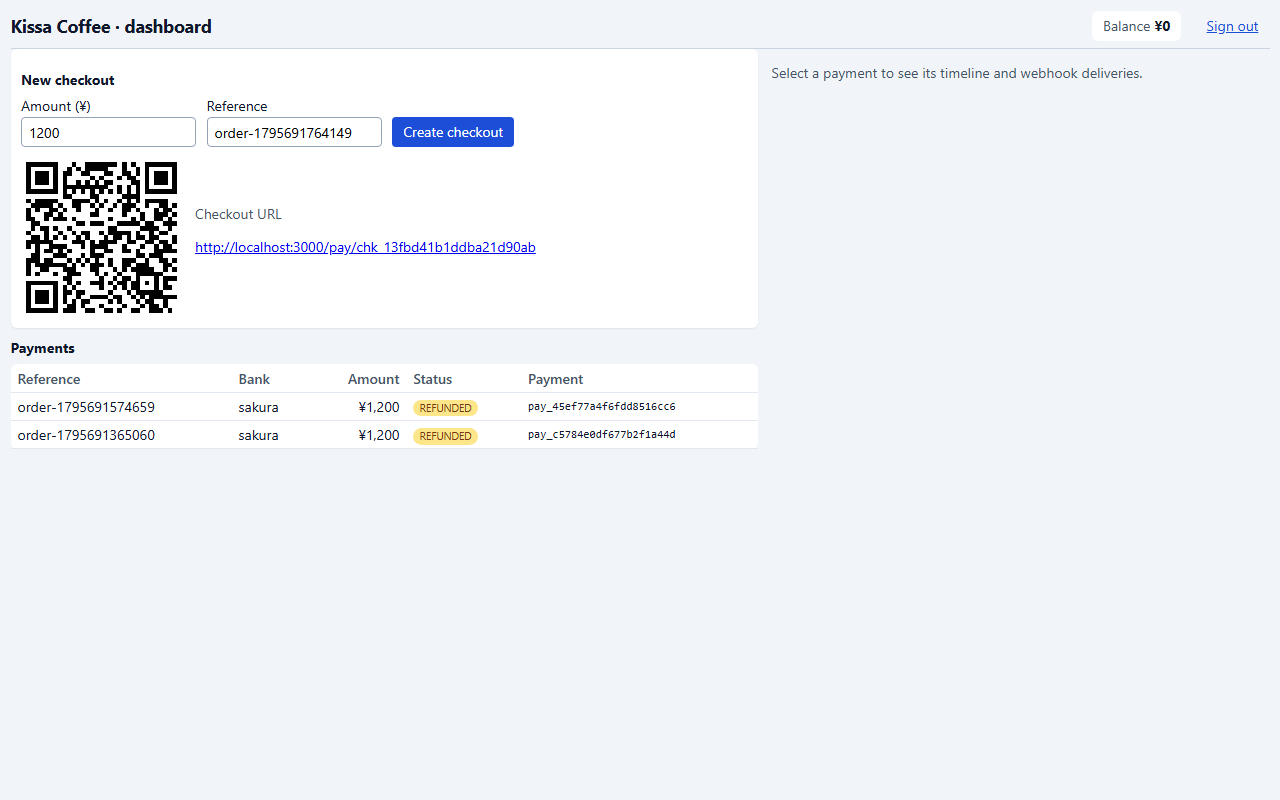 Kissa Coffee · dashboard
Balance ¥0
Sign out
New checkout
Amount (¥)
Reference
1200
order-1795691764149
Create checkout
Checkout URL
http://localhost:3000/pay/chk_13fbd41b1ddba21d90ab
Select a payment to see its timeline and webhook deliveries.
Payments
Reference Bank Amount Status Payment
order-1795691574659 sakura ¥1,200 REFUNDED pay_45ef77a4f6fdd8516cc6
order-1795691365060 sakura ¥1,200 REFUNDED pay_c5784e0df677b2f1a44d